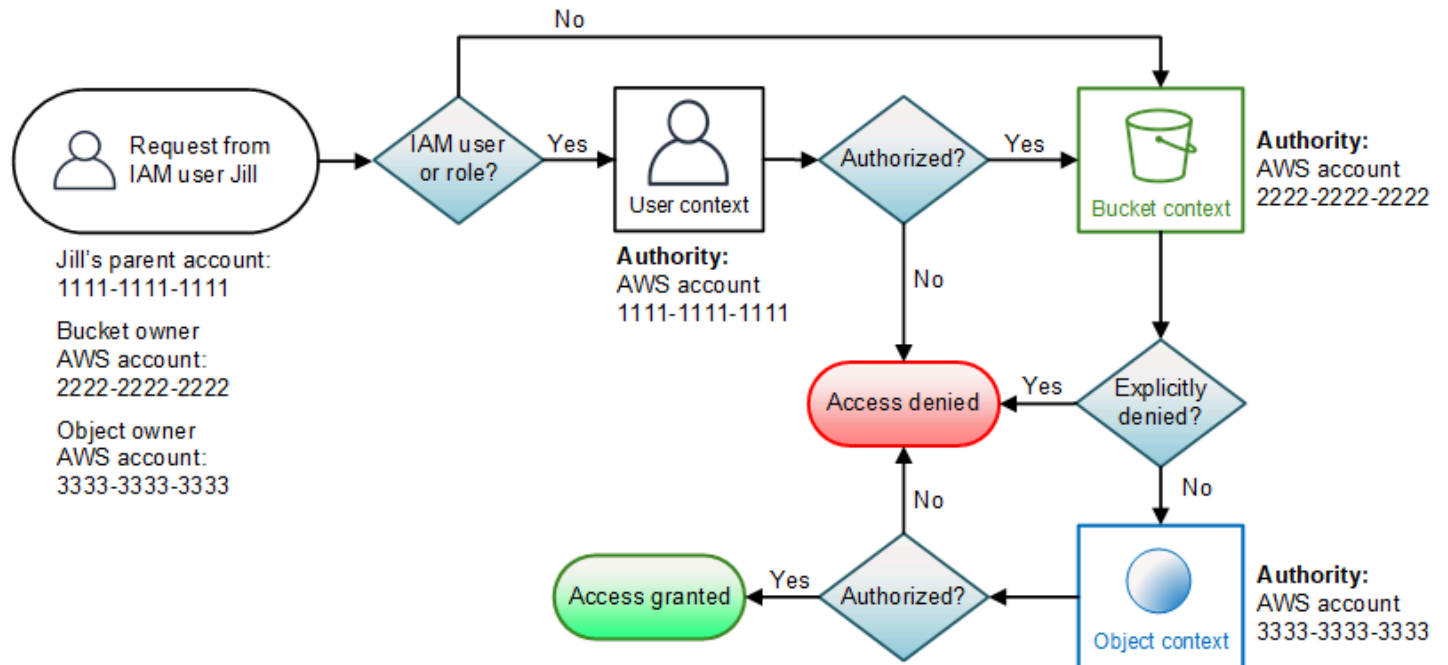 No
Request from
IAM user Jill
IAM user
or role?
Yes
User context
Authorized?
Yes
Bucket context
Authority:
AWS account
2222-2222-2222
Jill's parent account:
1111-1111-1111
Bucket owner
AWS account:
2222-2222-2222
Object owner
AWS account:
3333-3333-3333
Authority:
AWS account
1111-1111-1111
No
Access denied
Yes
Explicitly
denied?
No
No
Access granted
Yes
Authorized?
Object context
Authority:
AWS account
3333-3333-3333